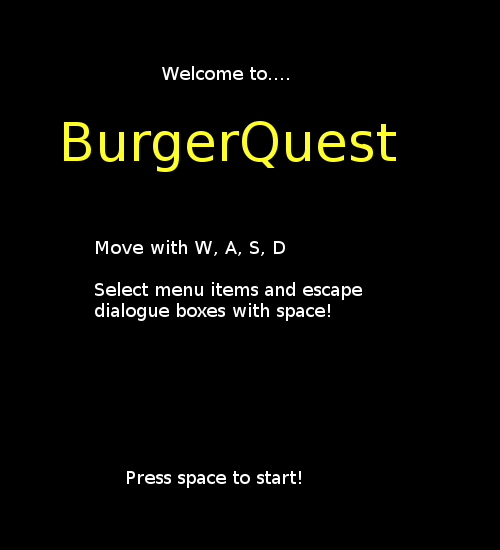 Welcome to....
BurgerQuest
Move with W, A, S, D
Select menu items and escape
dialogue boxes with space!
Press space to start!